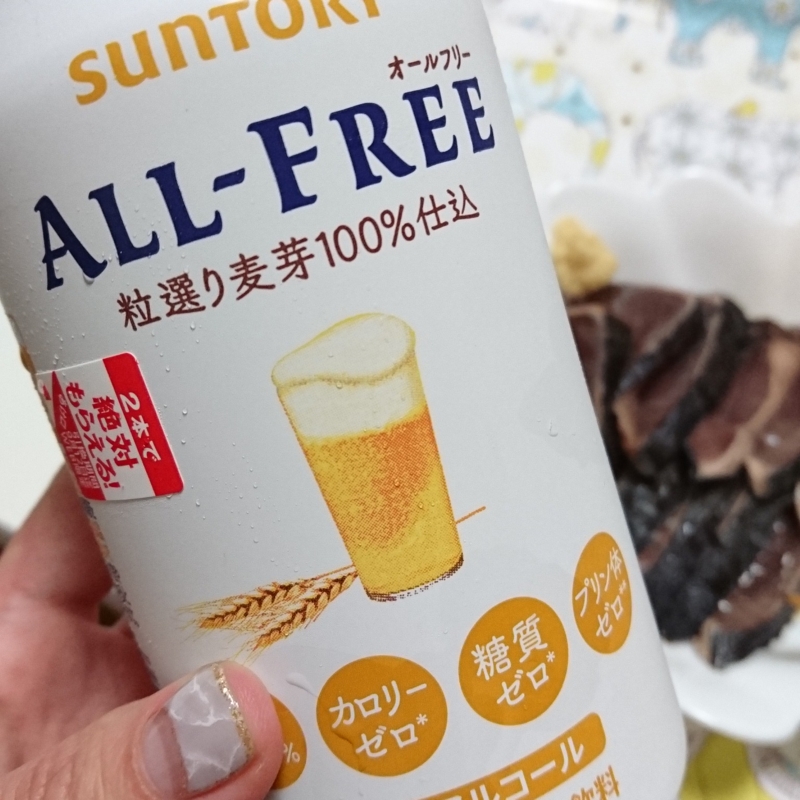 SUNTORY
オールフリー
ALL-FREE
粒選り麦芽100%仕込
2本で
絶対
もらえる!
%
カロリー
ゼロ*
糖質
ゼロ*
プリン体
ゼロ**
ルコール
飲料